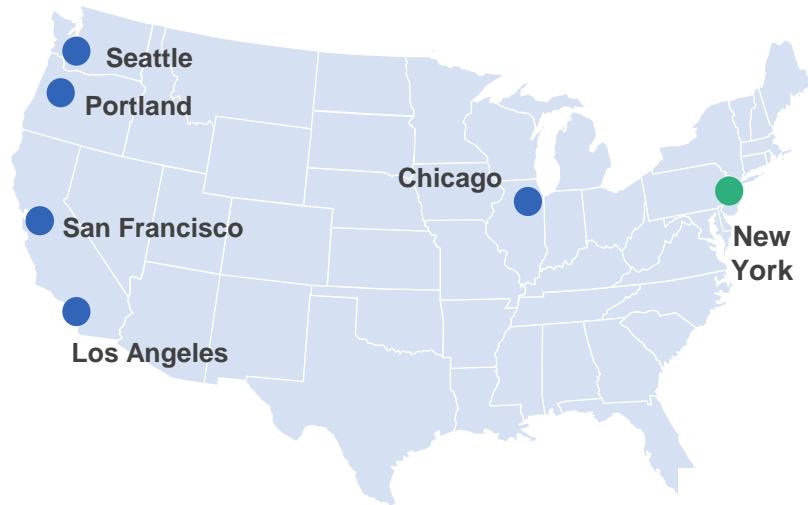 Seattle
Portland
Chicago
San Francisco
New
York
Los Angeles